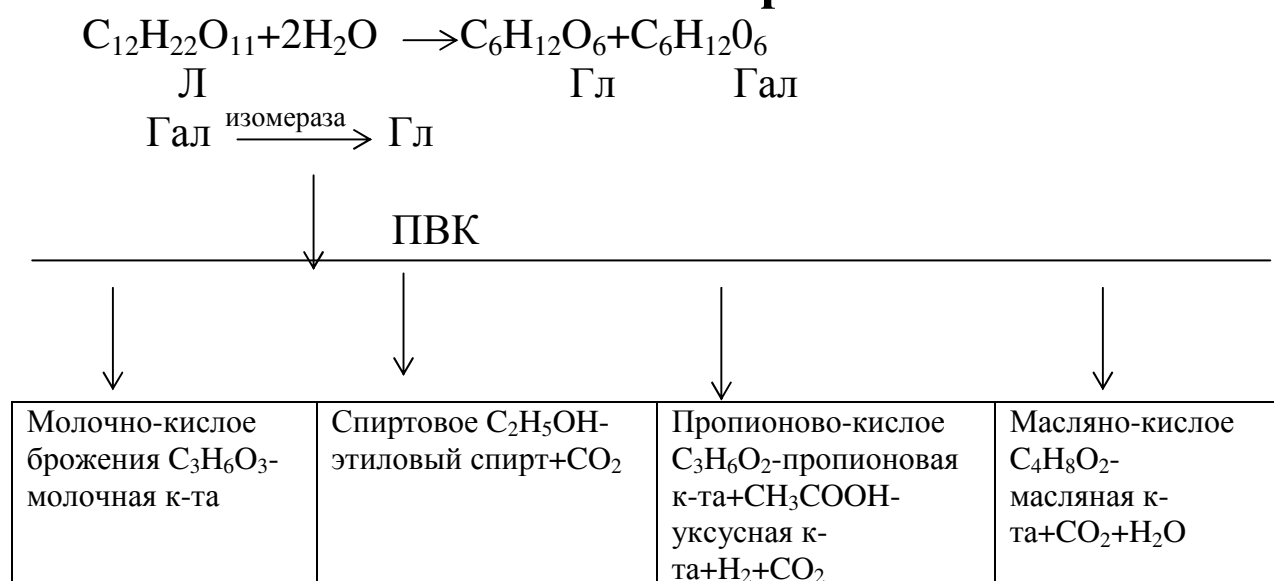 C₁₂H₂₂O₁₁+2H₂O →C₆H₁₂O₆+C₆H₁₂0₆
Л Гл Гал
Гал изомераза → Гл
ПВК
Молочно-кислое
брожения C₃H₆O₃-
молочная к-та
Спиртовое C₂H₅OH-
этиловый спирт+CO₂
Пропионово-кислое
C₃H₆O₂-пропионовая
к-та+CH₃COOH-
уксусная к-
та+H₂+CO₂
Масляно-кислое
C₄H₈O₂-
масляная к-
та+CO₂+H₂O